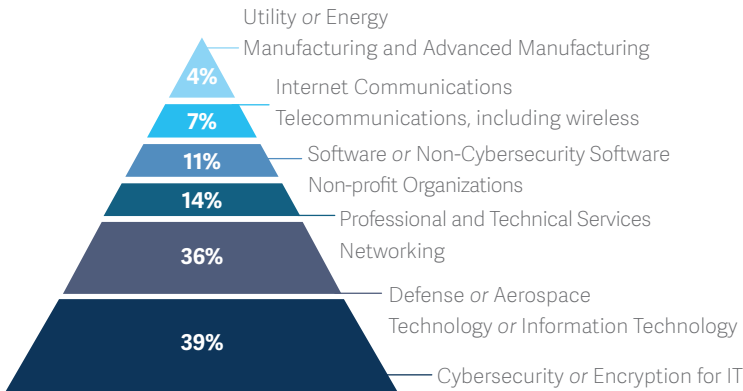 Utility or Energy
Manufacturing and Advanced Manufacturing
4%
Internet Communications
Telecommunications, including wireless
7%
Software or Non-Cybersecurity Software
11%
Non-profit Organizations
14%
Professional and Technical Services
Networking
36%
Defense or Aerospace
Technology or Information Technology
39%
Cybersecurity or Encryption for IT